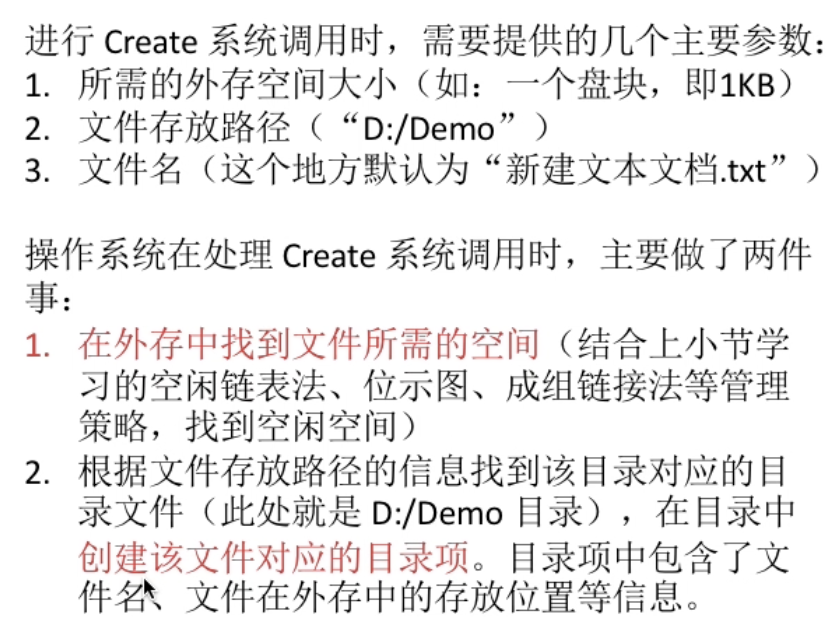 进行 Create 系统调用时，需要提供的几个主要参数：
1. 所需的外存空间大小（如：一个盘块，即1KB）
2. 文件存放路径（“D:/Demo”）
3. 文件名（这个地方默认为“新建文本文档.txt”）
操作系统在处理 Create 系统调用时，主要做了两件
事：
1. 在外存中找到文件所需的空间（结合上小节学
习的空闲链表法、位示图、成组链接法等管理
策略，找到空闲空间）
2. 根据文件存放路径的信息找到该目录对应的目
录文件（此处就是 D:/Demo 目录），在目录中
创建该文件对应的目录项。目录项中包含了文
件名、文件在外存中的存放位置等信息。